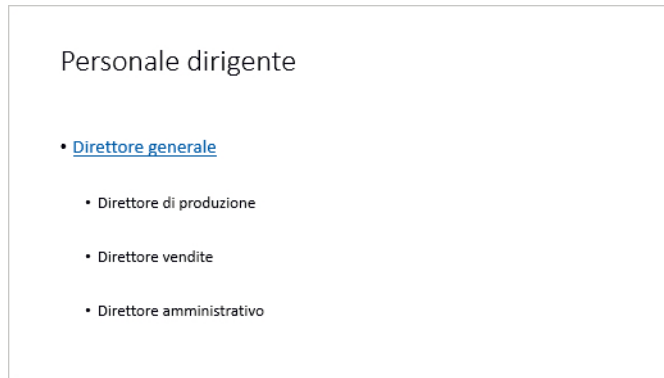 Personale dirigente
• Direttore generale
• Direttore di produzione
• Direttore vendite
• Direttore amministrativo